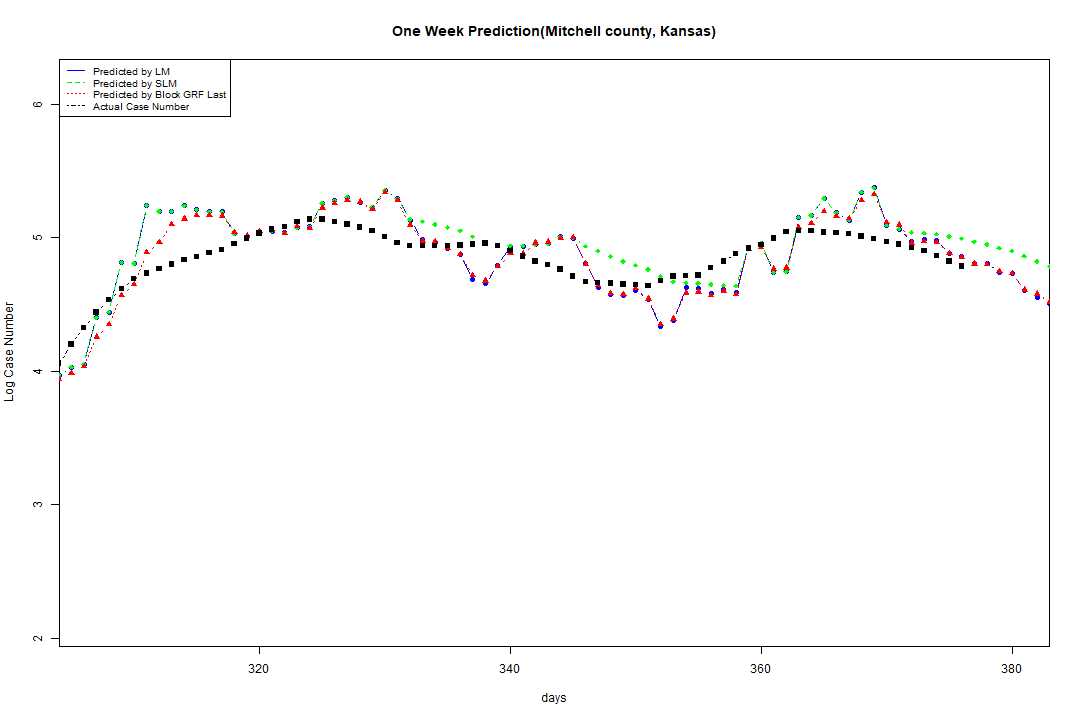 One Week Prediction(Mitchell county, Kansas)
Predicted by LM
Predicted by SLM
Predicted by Block GRF Last
Actual Case Number
6
5
4
3
2
Log Case Number
320 340 360 380
days